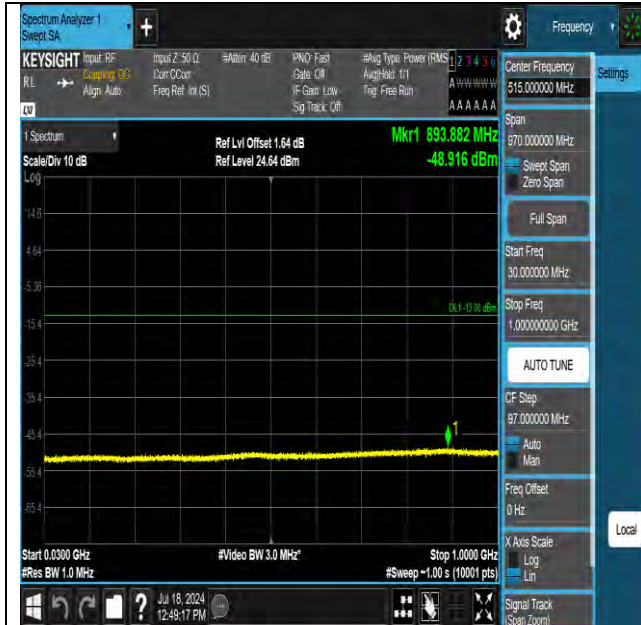 Spectrum Analyzer 1
Swept SA
+
Frequency
KEYSIGHT
RL
Input: RF
Coupling: DC
Align: Auto
Input Z: 50 Ω
Corr CCorr
Freq Ref: Int (S)
#Atten: 40 dB
PNO: Fast
Gate: Off
IF Gain: Low
Sig Track: Off
#Avg Type: Power (RMS
Avg|Hold: 1/1
Trig: Free Run
1 2 3 4 5 6
A W W W W W
A A A A A A
1 Spectrum
Scale/Div 10 dB
Log
Ref Lvl Offset 1.64 dB
Ref Level 24.64 dBm
Mkr1 893.882 MHz
-48.916 dBm
14.6
4.64
-5.36
DL1 -13.00 dBm
-15.4
-25.4
-35.4
-45.4
1
-55.4
-65.4
Start 0.0300 GHz
#Res BW 1.0 MHz
#Video BW 3.0 MHz*
Stop 1.0000 GHz
#Sweep ~1.00 s (10001 pts)
Center Frequency
515.000000 MHz
Settings
Span
970.000000 MHz
Swept Span
Zero Span
Full Span
Start Freq
30.000000 MHz
Stop Freq
1.000000000 GHz
AUTO TUNE
CF Step
97.000000 MHz
Auto
Man
Freq Offset
0 Hz
Local
X Axis Scale
Log
Lin
Signal Track
(Span Zoom)
?
Jul 18, 2024
12:49:17 PM